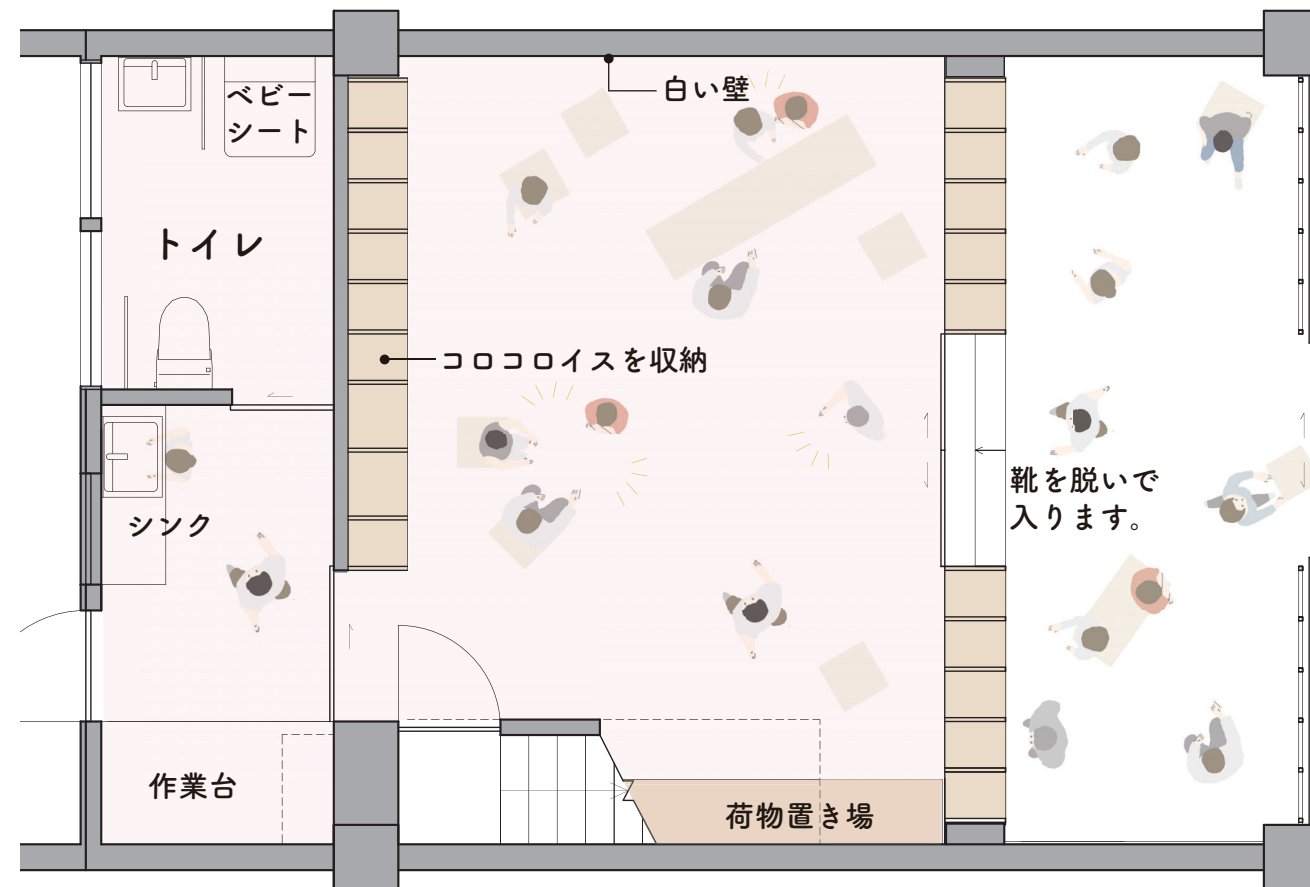 白い壁
ベビー
シート
トイレ
コロコロイスを収納
靴を脱いで
入ります。
シンク
作業台
荷物置き場